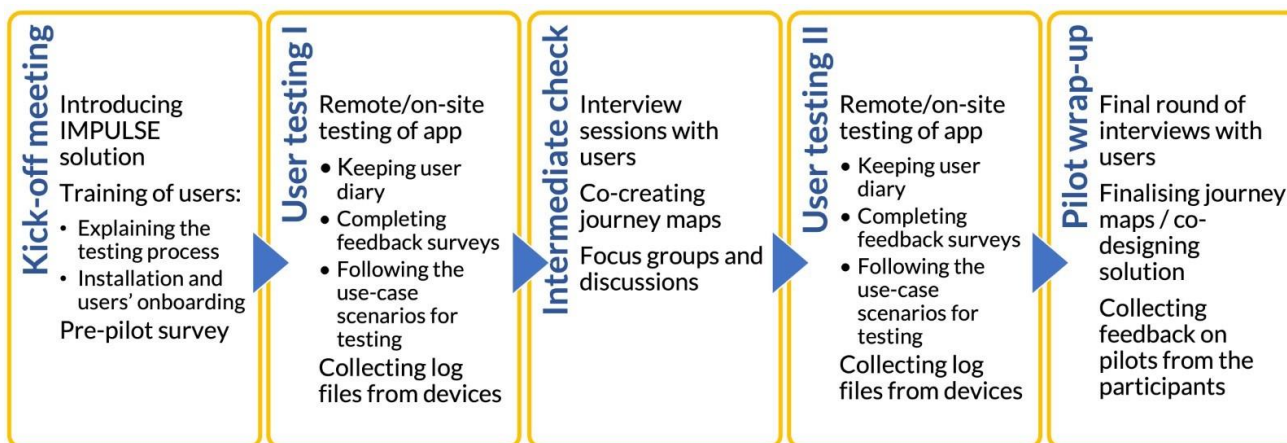 Kick-off meeting
Introducing
IMPULSE
solution
Training of users:
• Explaining the
testing process
• Installation and
users' onboarding
Pre-pilot survey
User testing I
Remote/on-site
testing of app
• Keeping user
diary
• Completing
feedback surveys
• Following the
use-case
scenarios for
testing
Collecting log
files from devices
Intermediate check
Interview
sessions with
users
Co-creating
journey maps
Focus groups and
discussions
User testing II
Remote/on-site
testing of app
• Keeping user
diary
• Completing
feedback surveys
• Following the
use-case
scenarios for
testing
Collecting log
files from devices
Pilot wrap-up
Final round of
interviews with
users
Finalising journey
maps / co-
designing
solution
Collecting
feedback on
pilots from the
participants